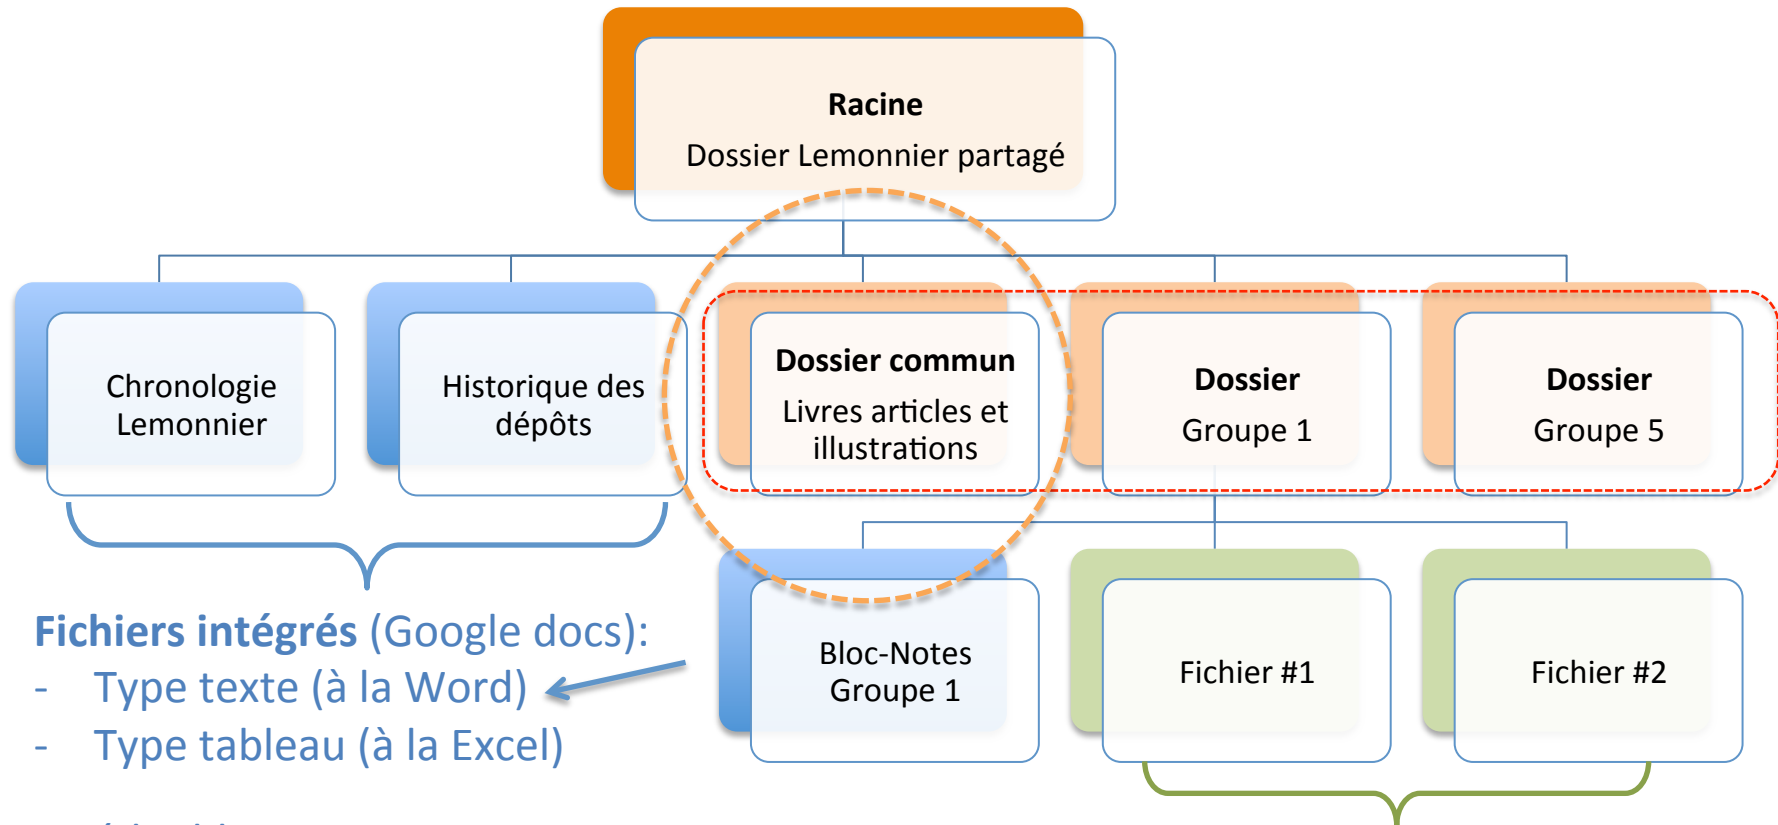 Racine
Dossier Lemonnier partagé
Chronologie
Lemonnier
Historique des
dépôts
Dossier commun
Livres articles et
illustrations
Dossier
Groupe 1
Dossier
Groupe 5
Bloc-Notes
Groupe 1
Fichier #1
Fichier #2
Fichiers intégrés (Google docs):
- Type texte (à la Word)
- Type tableau (à la Excel)